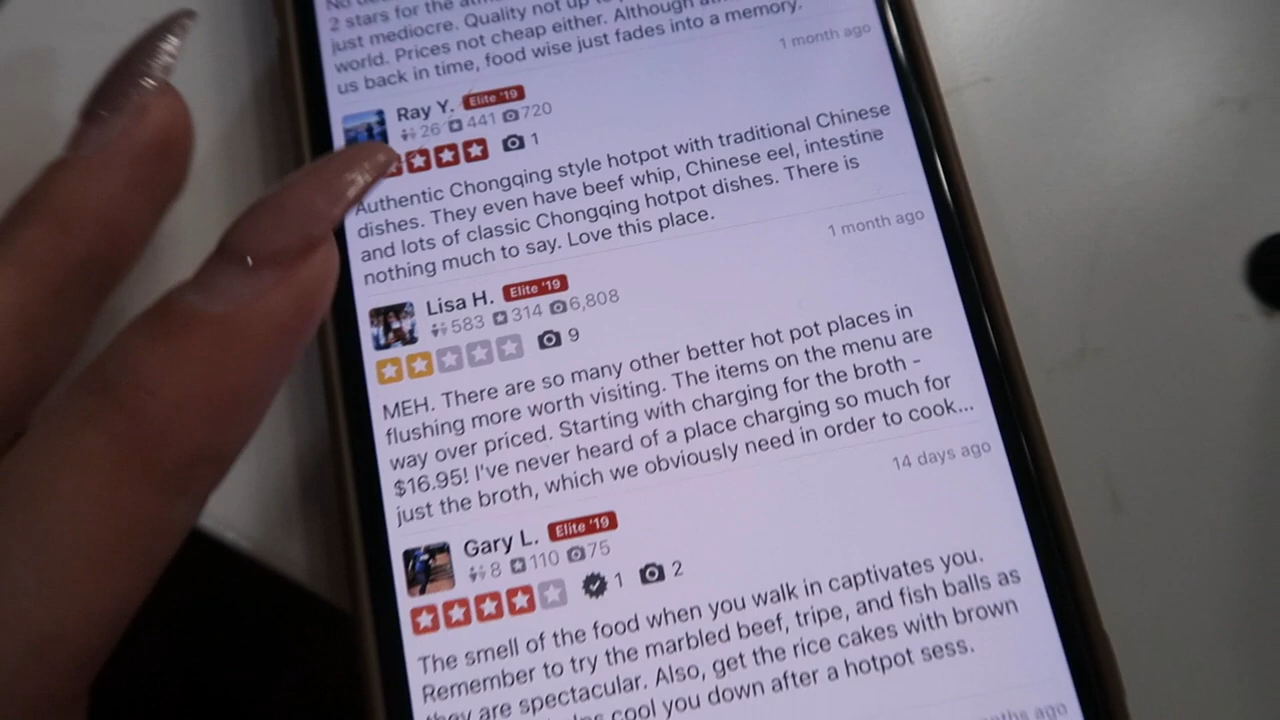 2 stars for the
just mediocre. Quality not up to
world. Prices not cheap either. Although
us back in time, food wise just fades into a memory.
1 month ago
Ray Y. Elite '19
26 441 720
1
Authentic Chongqing style hotpot with traditional Chinese
dishes. They even have beef whip, Chinese eel, intestine
and lots of classic Chongqing hotpot dishes. There is
nothing much to say. Love this place.
1 month ago
Lisa H. Elite '19
583 314 6,808
9
MEH. There are so many other better hot pot places in
flushing more worth visiting. The items on the menu are
way over priced. Starting with charging for the broth -
$16.95! I've never heard of a place charging so much for
just the broth, which we obviously need in order to cook...
14 days ago
Gary L. Elite '19
8 110 75
1 2
The smell of the food when you walk in captivates you.
Remember to try the marbled beef, tripe, and fish balls as
they are spectacular. Also, get the rice cakes with brown
cool you down after a hotpot sess.
ago